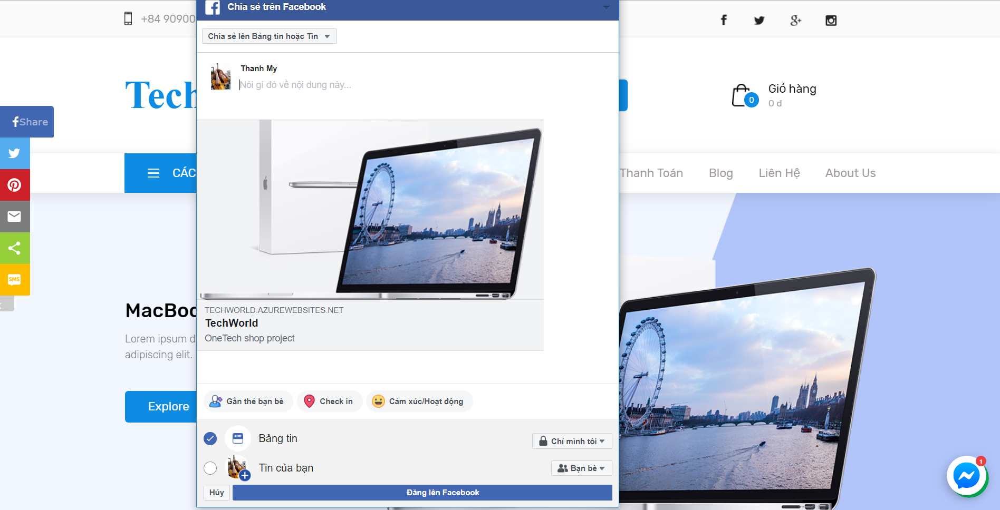 Chia sẻ trên Facebook
+84 90900
Chia sẻ lên Bảng tin hoặc Tin
Thanh My
Nói gì đó về nội dung này...
Tech
Giỏ hàng
0
0 đ
Share
CÁC
Thanh Toán
Blog
Liên Hệ
About Us
SMS
MacBoo
Lorem ipsum d
adipiscing elit.
Explore
TECHWORLD.AZUREWEBSITES.NET
TechWorld
OneTech shop project
Gắn thẻ bạn bè
Check in
Cảm xúc/Hoạt động
Bảng tin
Chỉ mình tôi
Tin của bạn
Bạn bè
Hủy
Đăng lên Facebook
1